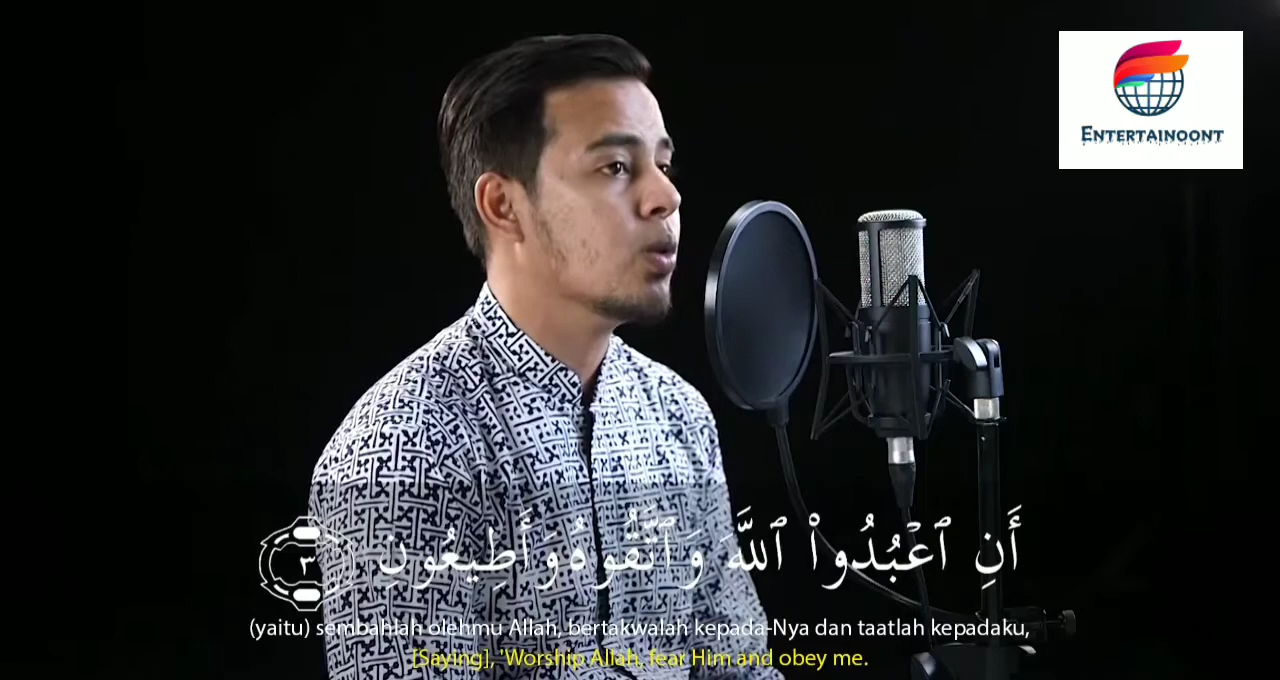 ENTERTAINOONT
أَنِ ٱعْبُدُوا۟ ٱللَّهَ وَٱتَّقُوهُ وَأَطِيعُونِ ٣
(yaitu) sembahlah olehmu Allah, bertakwalah kepada-Nya dan taatlah kepadaku,
[Saying], 'Worship Allah, fear Him and obey me.